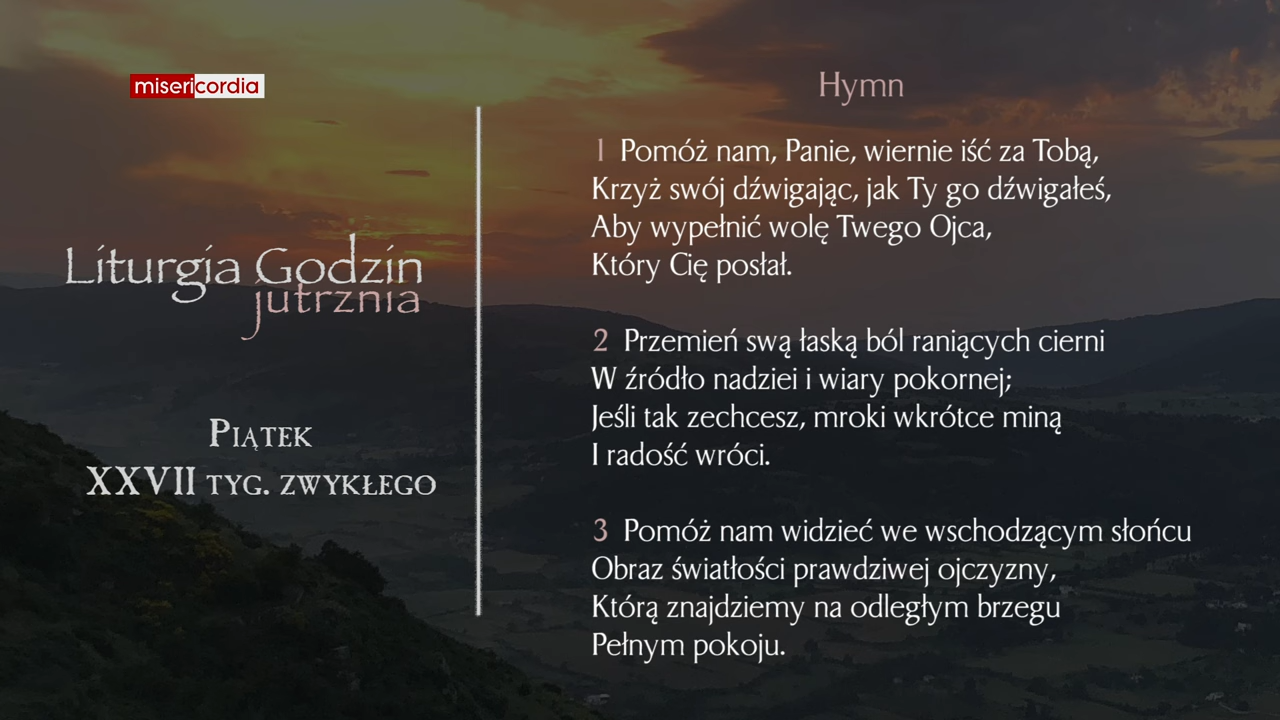 misericordia
Liturgia Godzin
jutrznia
Piątek
XXVII tyg. zwykłego
Hymn
1 Pomóż nam, Panie, wiernie iść za Tobą,
Krzyż swój dźwigając, jak Ty go dźwigałeś,
Aby wypełnić wolę Twego Ojca,
Który Cię posłał.
2 Przemień swą łaską ból raniących cierni
W źródło nadziei i wiary pokornej;
Jeśli tak zechcesz, mroki wkrótce miną
I radość wróci.
3 Pomóż nam widzieć we wschodzącym słońcu
Obraz światłości prawdziwej ojczyzny,
Którą znajdziemy na odległym brzegu
Pełnym pokoju.